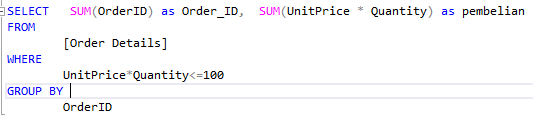 SELECT SUM(OrderID) as Order_ID, SUM(UnitPrice * Quantity) as pembelian
FROM
[Order Details]
WHERE
UnitPrice*Quantity<=100
GROUP BY
OrderID